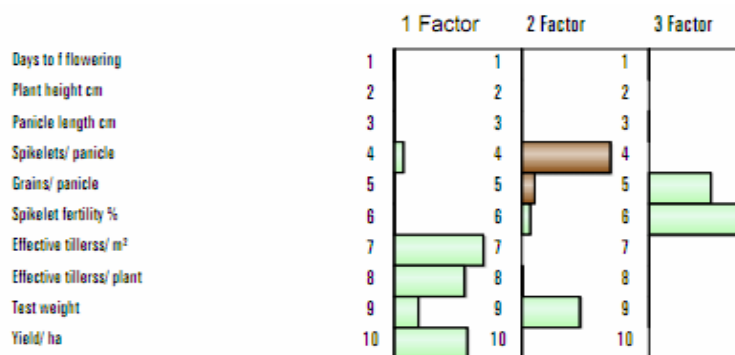 1 Factor 2 Factor 3 Factor
Days to f flowering 1 1 1
Plant height cm 2 2 2
Panicle length cm 3 3 3
Spikelets/ panicle 4 4 4
Grains/ panicle 5 5 5
Spikelet fertility % 6 6 6
Effective tillerss/ m² 7 7 7
Effective tillerss/ plant 8 8 8
Test weight 9 9 9
Yield/ ha 10 10 10